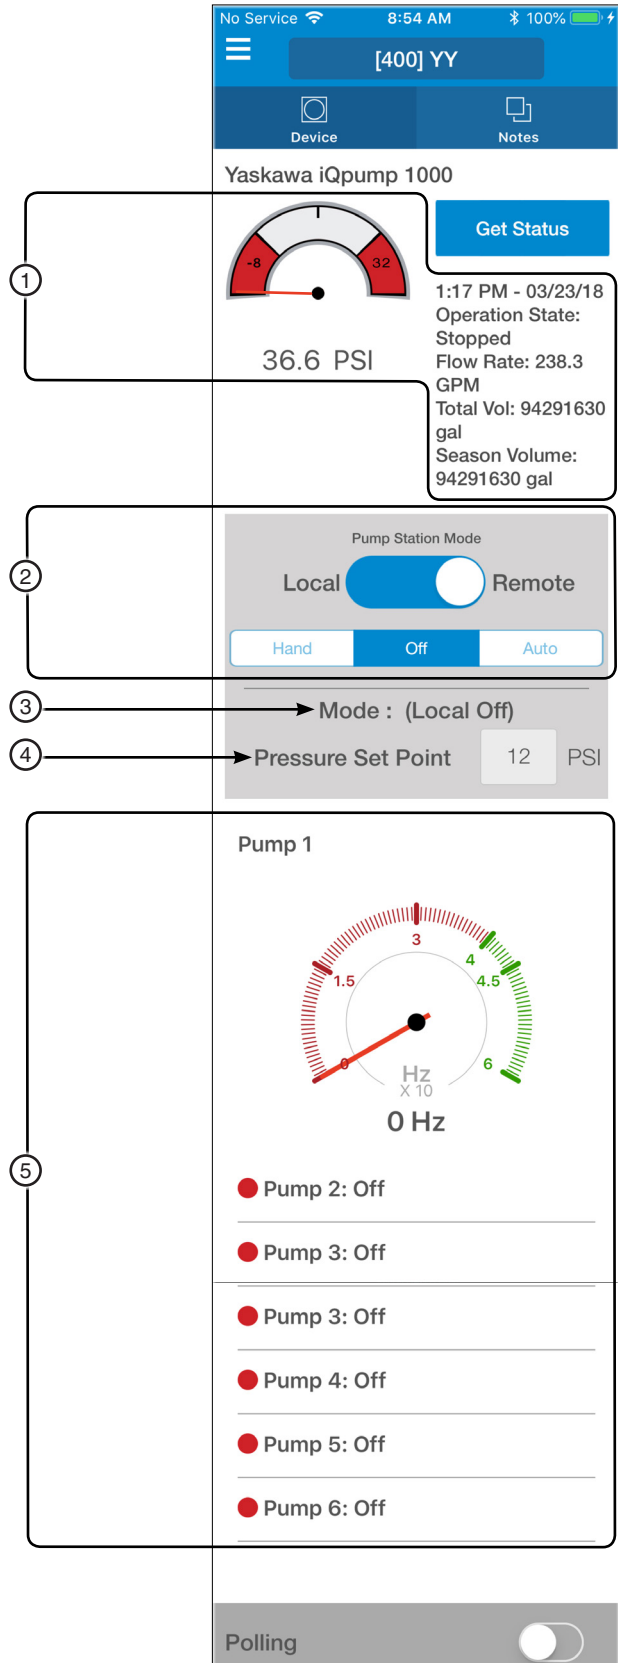 No Service 8:54 AM 100%
[400] YY
Device Notes
Yaskawa iQpump 1000
-8 32
36.6 PSI
Get Status
1
1:17 PM - 03/23/18
Operation State:
Stopped
Flow Rate: 238.3
GPM
Total Vol: 94291630
gal
Season Volume:
94291630 gal
2
Pump Station Mode
Local Remote
Hand Off Auto
3
Mode : (Local Off)
4
Pressure Set Point 12 PSI
5
Pump 1
0 1.5 3 4 4.5 6
Hz
X 10
0 Hz
Pump 2: Off
Pump 3: Off
Pump 3: Off
Pump 4: Off
Pump 5: Off
Pump 6: Off
Polling